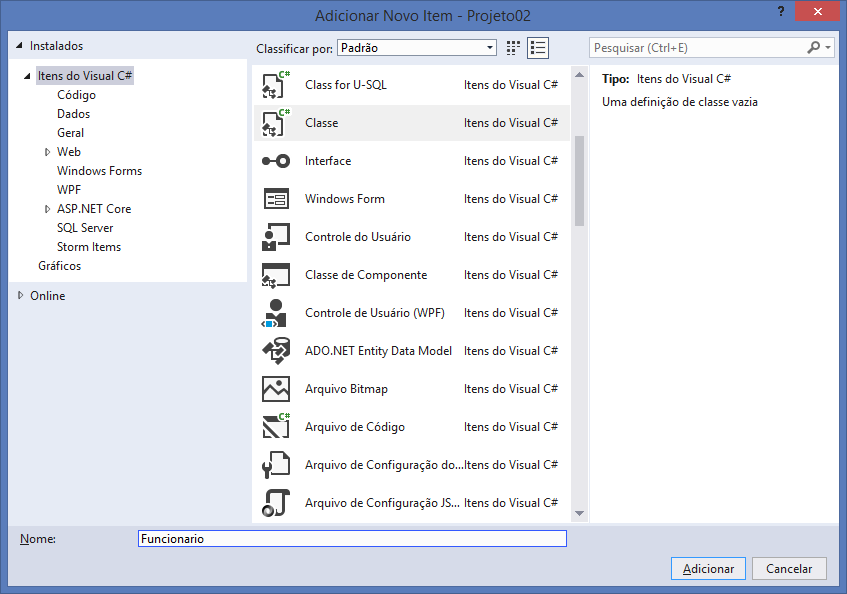 Adicionar Novo Item - Projeto02
?
Instalados
Classificar por: Padrão
Pesquisar (Ctrl+E)
Itens do Visual C#
Código
Dados
Geral
Web
Windows Forms
WPF
ASP.NET Core
SQL Server
Storm Items
Gráficos
Online
C# Class for U-SQL Itens do Visual C#
C# Classe Itens do Visual C#
Interface Itens do Visual C#
Windows Form Itens do Visual C#
Controle do Usuário Itens do Visual C#
Classe de Componente Itens do Visual C#
Controle de Usuário (WPF) Itens do Visual C#
ADO.NET Entity Data Model Itens do Visual C#
Arquivo Bitmap Itens do Visual C#
C# Arquivo de Código Itens do Visual C#
Arquivo de Configuração do... Itens do Visual C#
Arquivo de Configuração JS... Itens do Visual C#
Tipo: Itens do Visual C#
Uma definição de classe vazia
Nome: Funcionario
Adicionar Cancelar